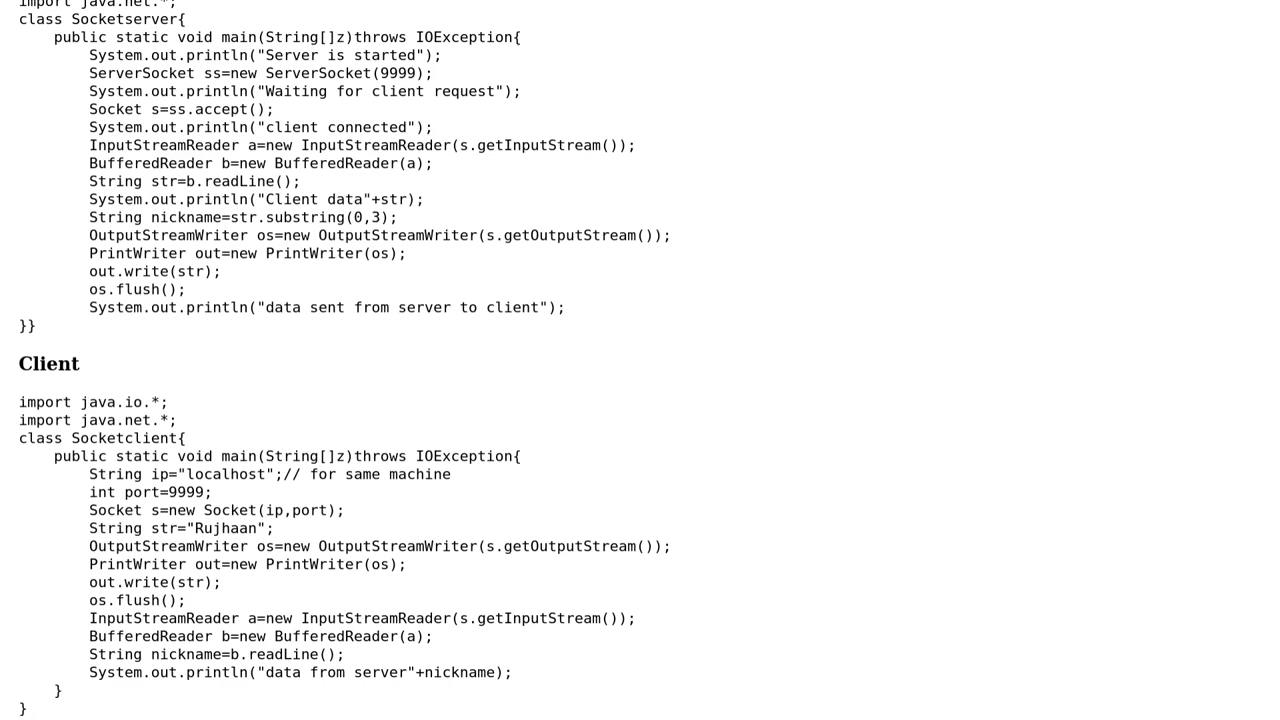 import java.net.*;
class Socketserver{
    public static void main(String[]z)throws IOException{
        System.out.println("Server is started");
        ServerSocket ss=new ServerSocket(9999);
        System.out.println("Waiting for client request");
        Socket s=ss.accept();
        System.out.println("client connected");
        InputStreamReader a=new InputStreamReader(s.getInputStream());
        BufferedReader b=new BufferedReader(a);
        String str=b.readLine();
        System.out.println("Client data"+str);
        String nickname=str.substring(0,3);
        OutputStreamWriter os=new OutputStreamWriter(s.getOutputStream());
        PrintWriter out=new PrintWriter(os);
        out.write(str);
        os.flush();
        System.out.println("data sent from server to client");
}}
Client
import java.io.*;
import java.net.*;
class Socketclient{
    public static void main(String[]z)throws IOException{
        String ip="localhost";// for same machine
        int port=9999;
        Socket s=new Socket(ip,port);
        String str="Rujhaan";
        OutputStreamWriter os=new OutputStreamWriter(s.getOutputStream());
        PrintWriter out=new PrintWriter(os);
        out.write(str);
        os.flush();
        InputStreamReader a=new InputStreamReader(s.getInputStream());
        BufferedReader b=new BufferedReader(a);
        String nickname=b.readLine();
        System.out.println("data from server"+nickname);
    }
}